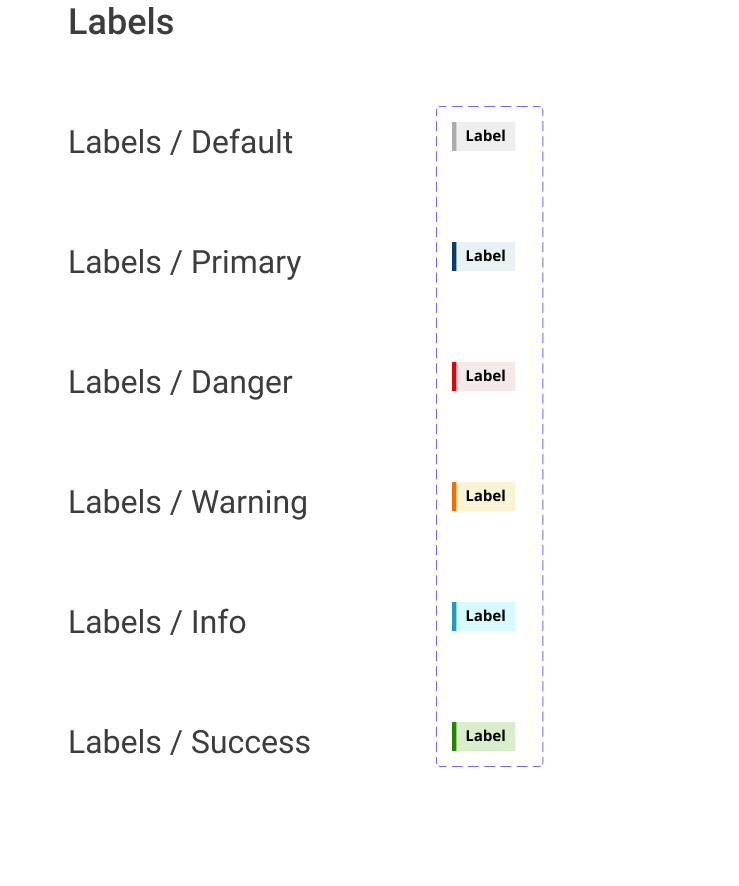 Labels
Labels / Default
Label
Labels / Primary
Label
Labels / Danger
Label
Labels / Warning
Label
Labels / Info
Label
Labels / Success
Label